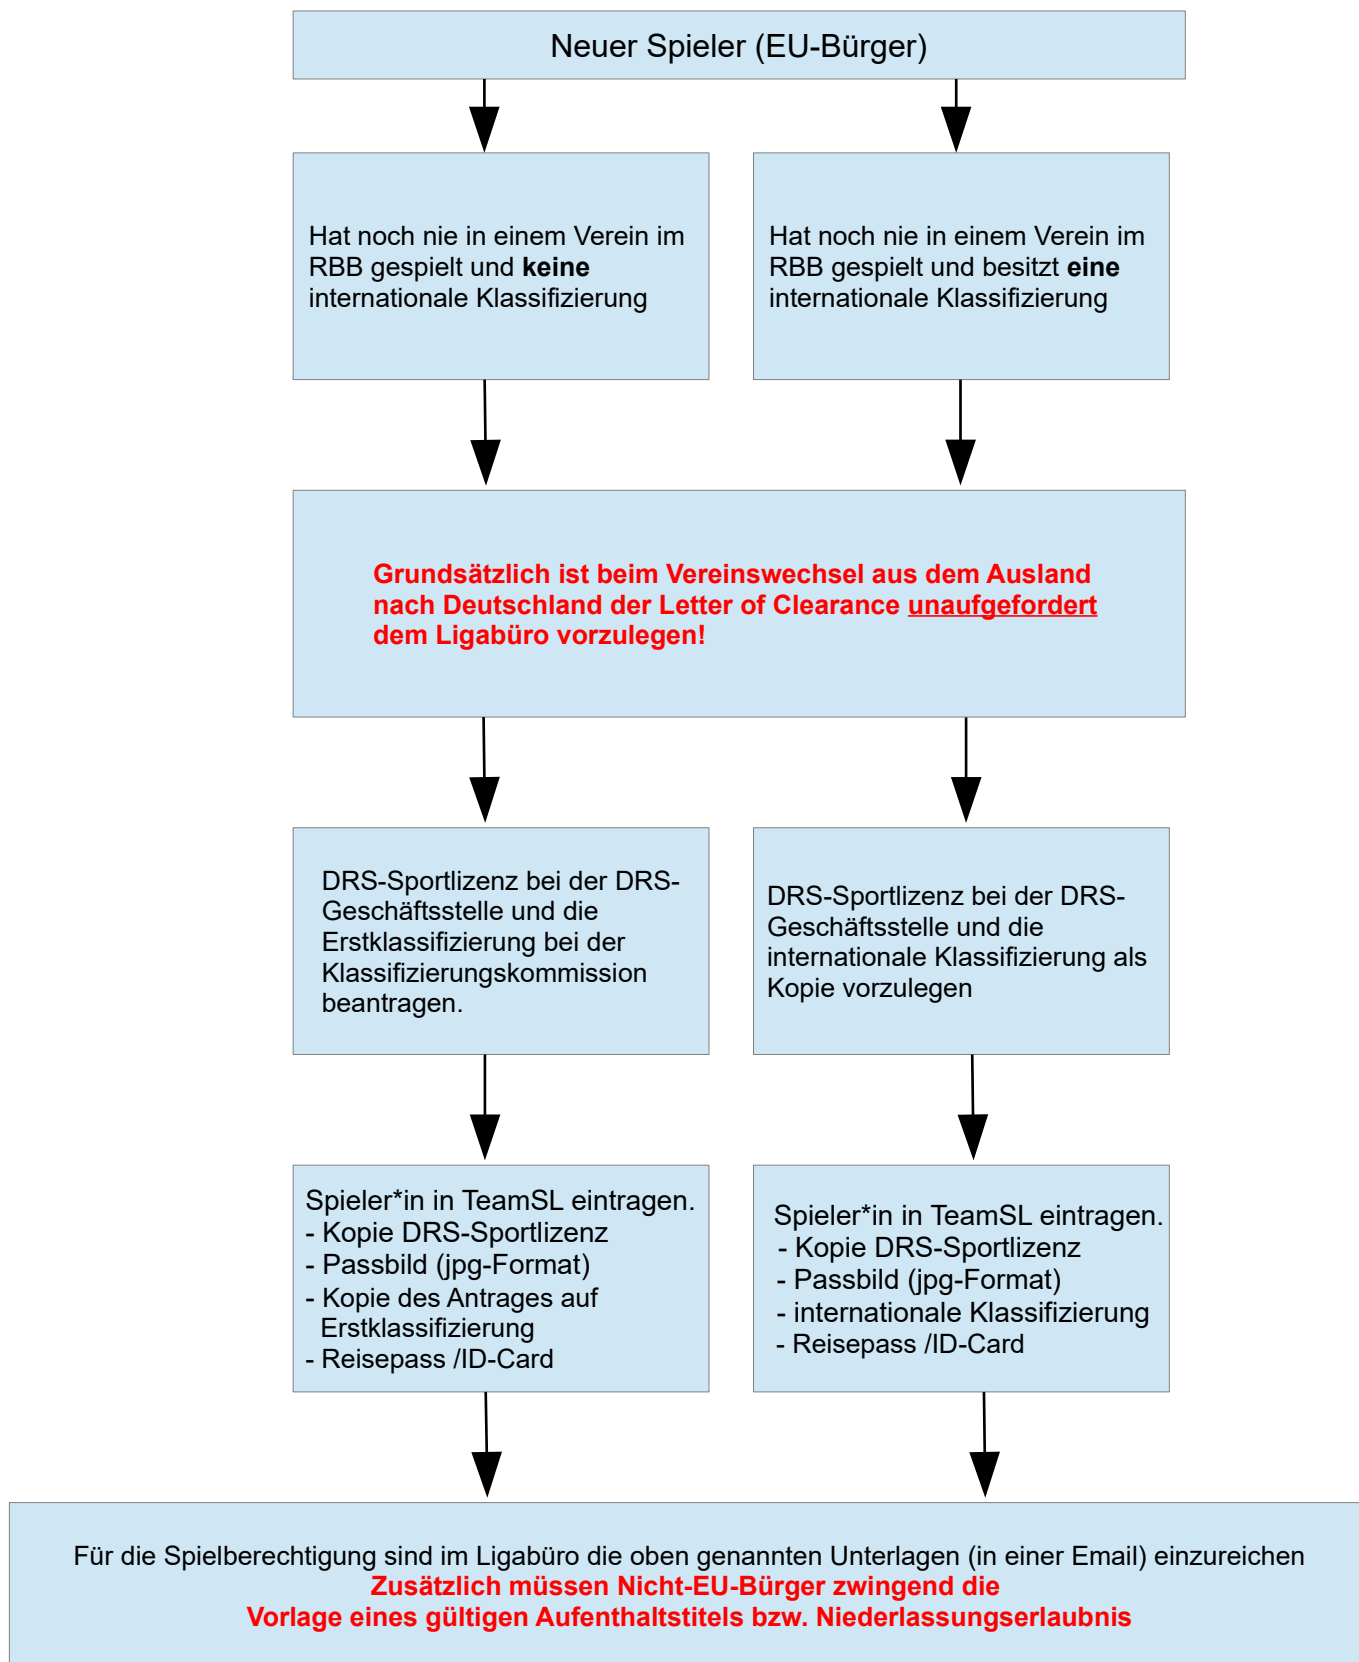 Neuer Spieler (EU-Bürger)
Hat noch nie in einem Verein im
RBB gespielt und keine
internationale Klassifizierung
Hat noch nie in einem Verein im
RBB gespielt und besitzt eine
internationale Klassifizierung
Grundsätzlich ist beim Vereinswechsel aus dem Ausland
nach Deutschland der Letter of Clearance unaufgefordert
dem Ligabüro vorzulegen!
DRS-Sportlizenz bei der DRS-
Geschäftsstelle und die
Erstklassifizierung bei der
Klassifizierungskommission
beantragen.
DRS-Sportlizenz bei der DRS-
Geschäftsstelle und die
internationale Klassifizierung als
Kopie vorzulegen
Spieler*in in TeamSL eintragen.
- Kopie DRS-Sportlizenz
- Passbild (jpg-Format)
- Kopie des Antrages auf
Erstklassifizierung
- Reisepass /ID-Card
Spieler*in in TeamSL eintragen.
- Kopie DRS-Sportlizenz
- Passbild (jpg-Format)
- internationale Klassifizierung
- Reisepass /ID-Card
Für die Spielberechtigung sind im Ligabüro die oben genannten Unterlagen (in einer Email) einzureichen
Zusätzlich müssen Nicht-EU-Bürger zwingend die
Vorlage eines gültigen Aufenthaltstitels bzw. Niederlassungserlaubnis